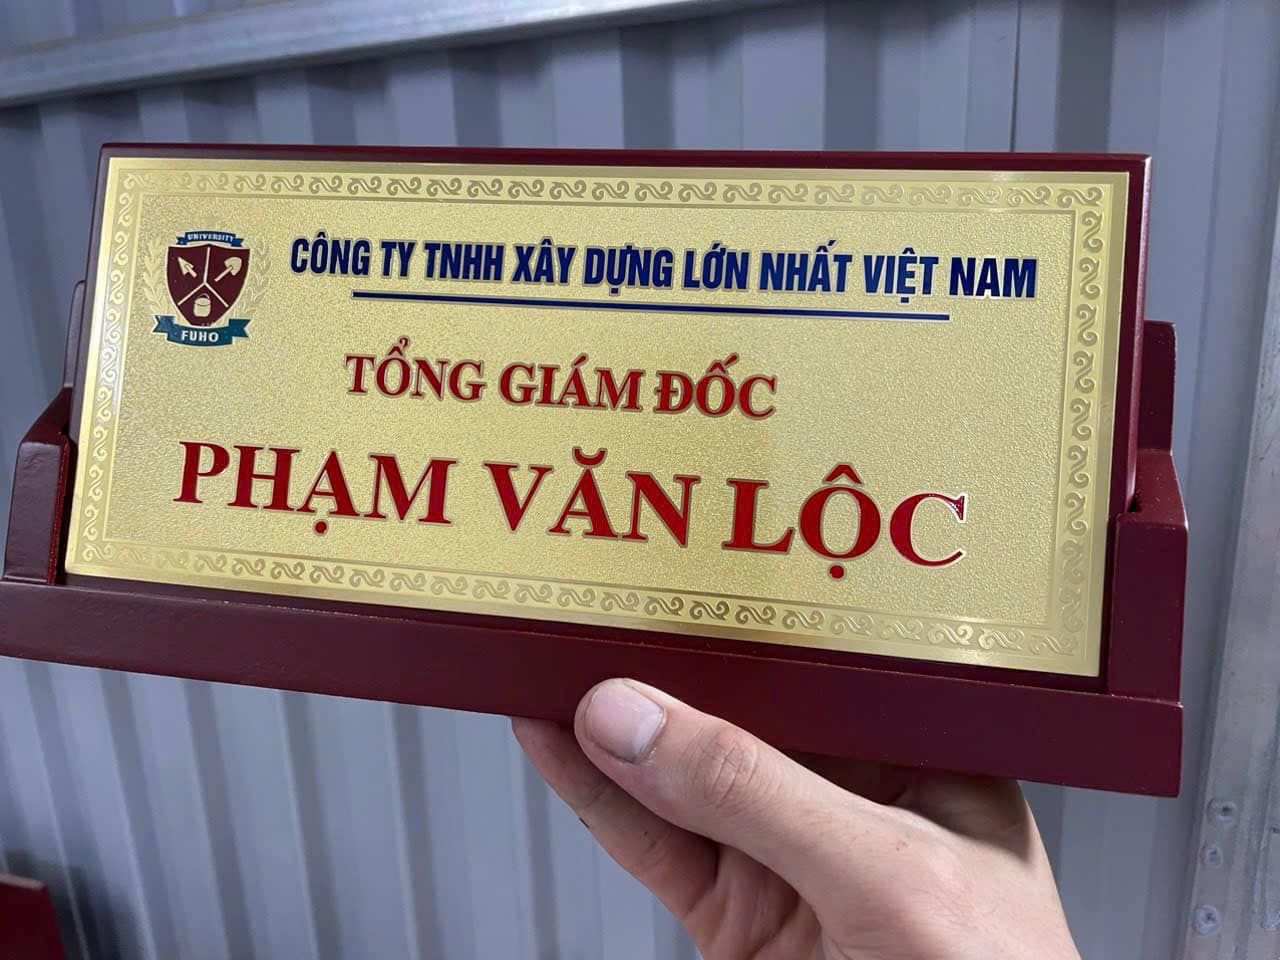 UNIVERSITY
FUHO
CÔNG TY TNHH XÂY DỰNG LỚN NHẤT VIỆT NAM
TỔNG GIÁM ĐỐC
PHẠM VĂN LỘC